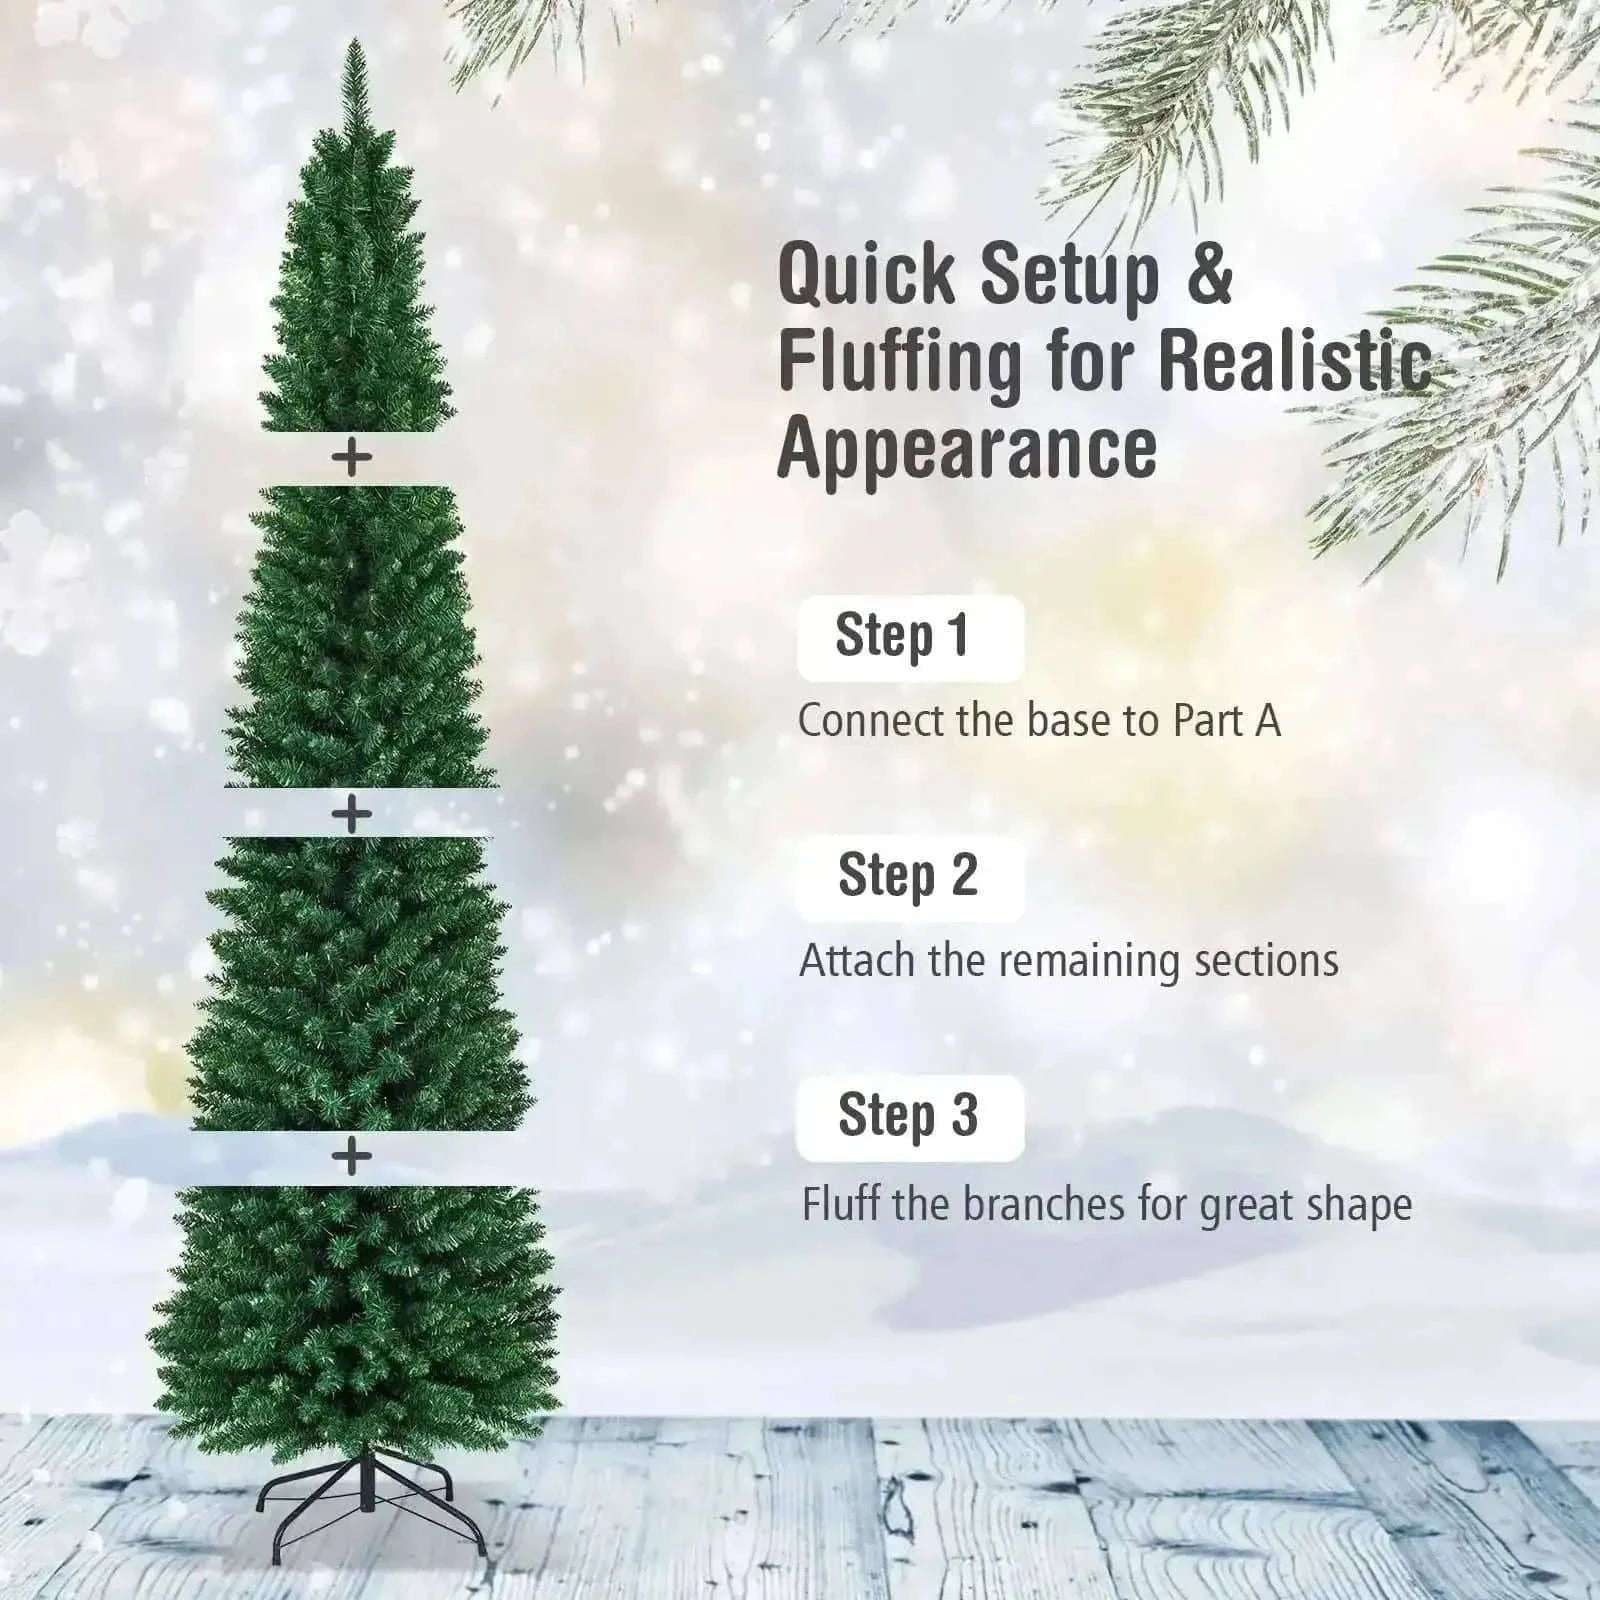 Quick Setup &
Fluffing for Realistic
Appearance
Step 1
Connect the base to Part A
Step 2
Attach the remaining sections
Step 3
Fluff the branches for great shape
+
+
+